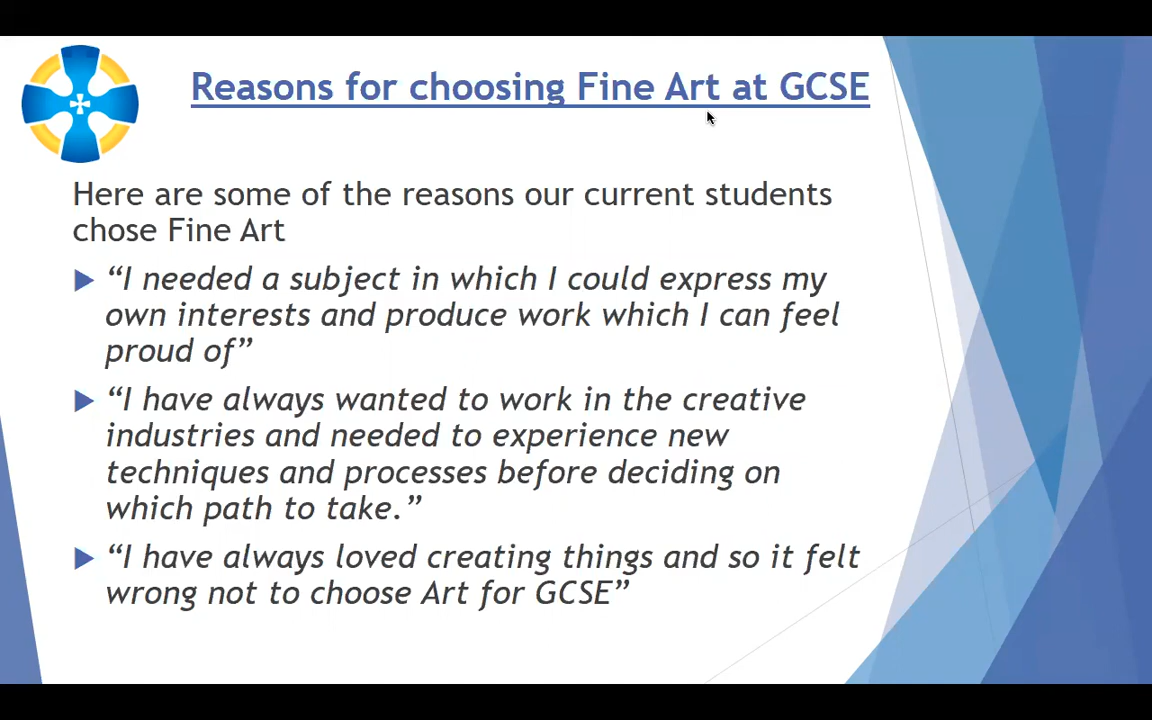 Reasons for choosing Fine Art at GCSE
Here are some of the reasons our current students
chose Fine Art
“I needed a subject in which I could express my
own interests and produce work which I can feel
proud of”
“I have always wanted to work in the creative
industries and needed to experience new
techniques and processes before deciding on
which path to take.”
“I have always loved creating things and so it felt
wrong not to choose Art for GCSE”